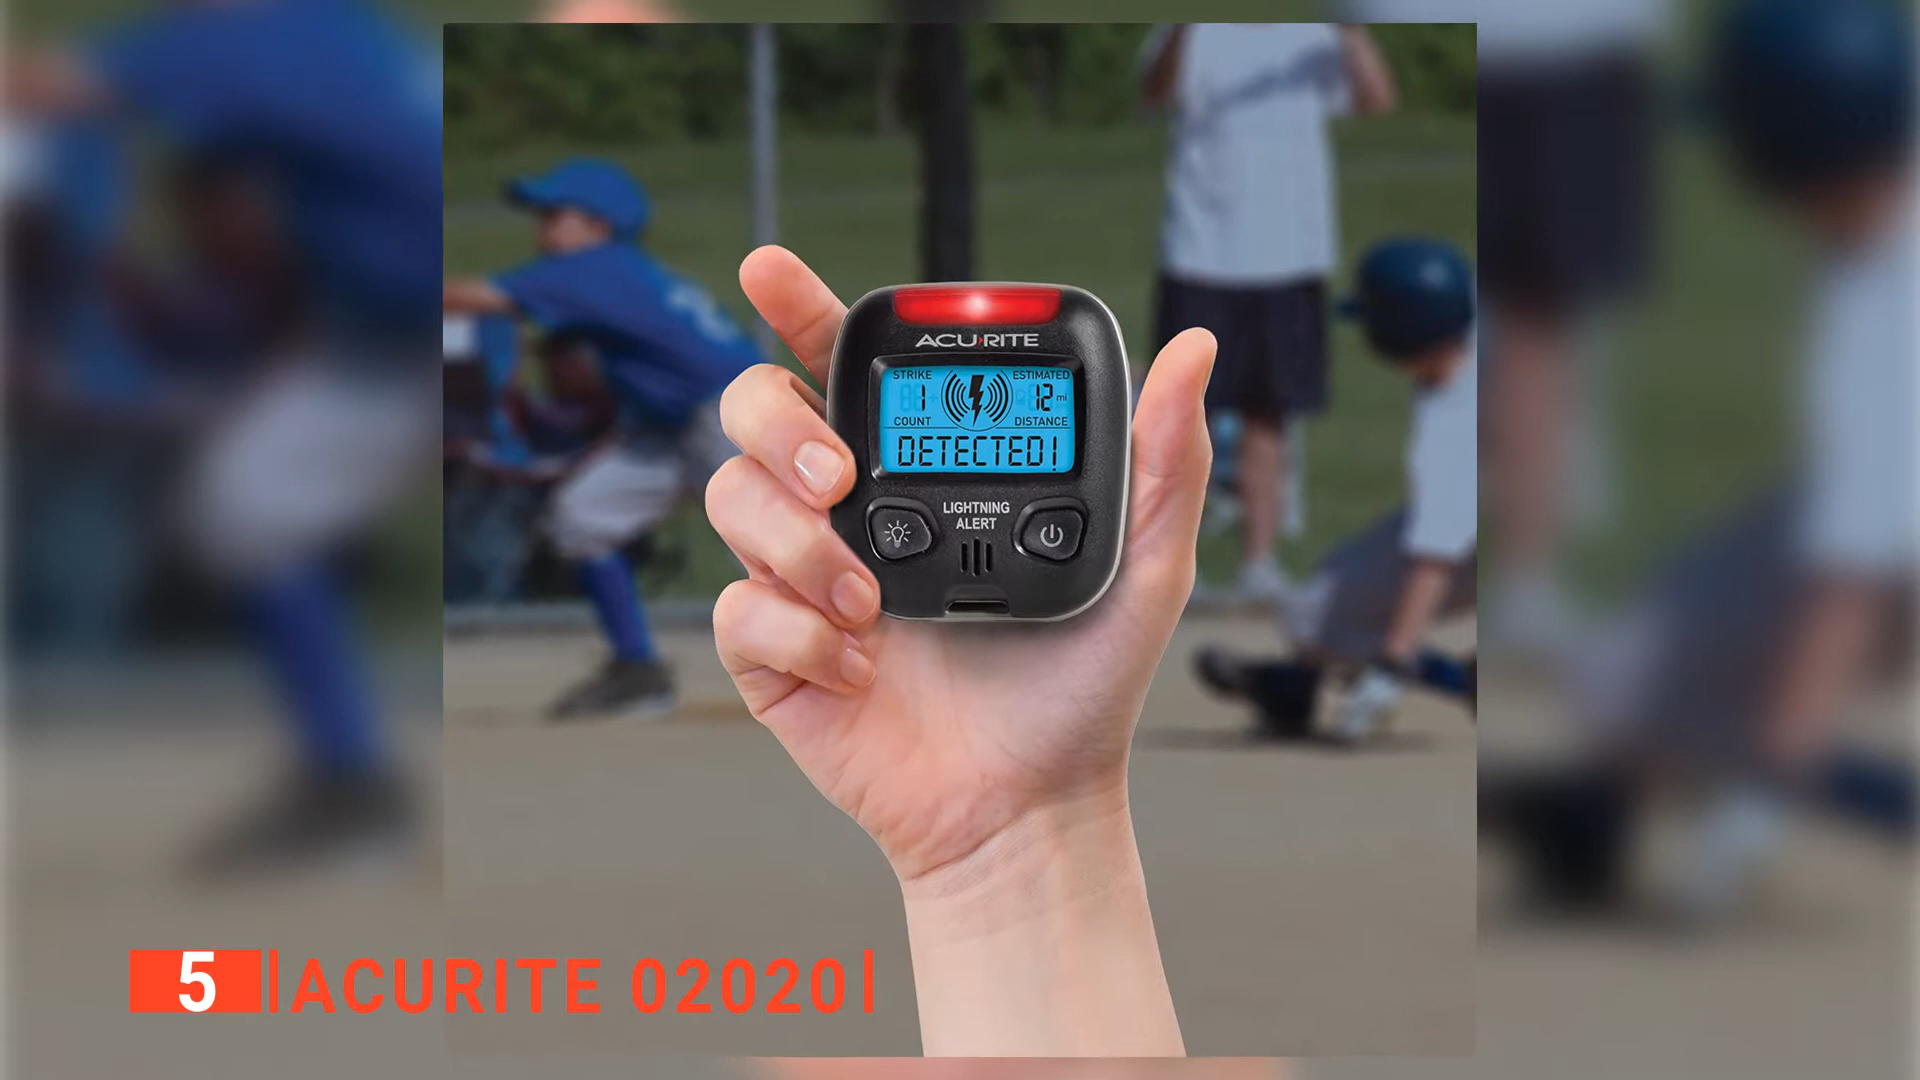 ACURITE
STRIKE ESTIMATED
1 12 mi
COUNT DISTANCE
DETECTED!
LIGHTNING
ALERT
5 ACURITE 02020